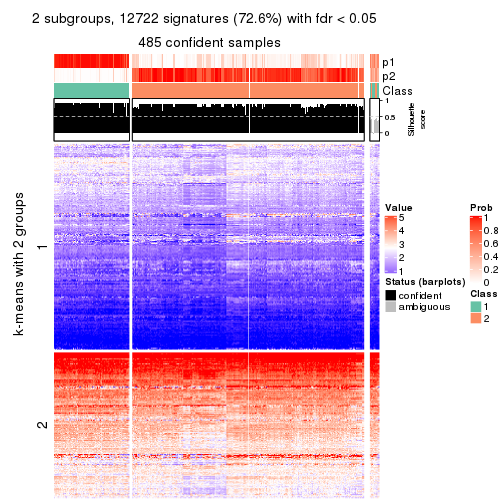 2 subgroups, 12722 signatures (72.6%) with fdr < 0.05
485 confident samples
p1
p2
Class
1
0.5
0
Silhouette
score
k-means with 2 groups
1
2
Value
5
4
3
2
1
Status (barplots)
confident
ambiguous
Prob
1
0.8
0.6
0.4
0.2
0
Class
1
2